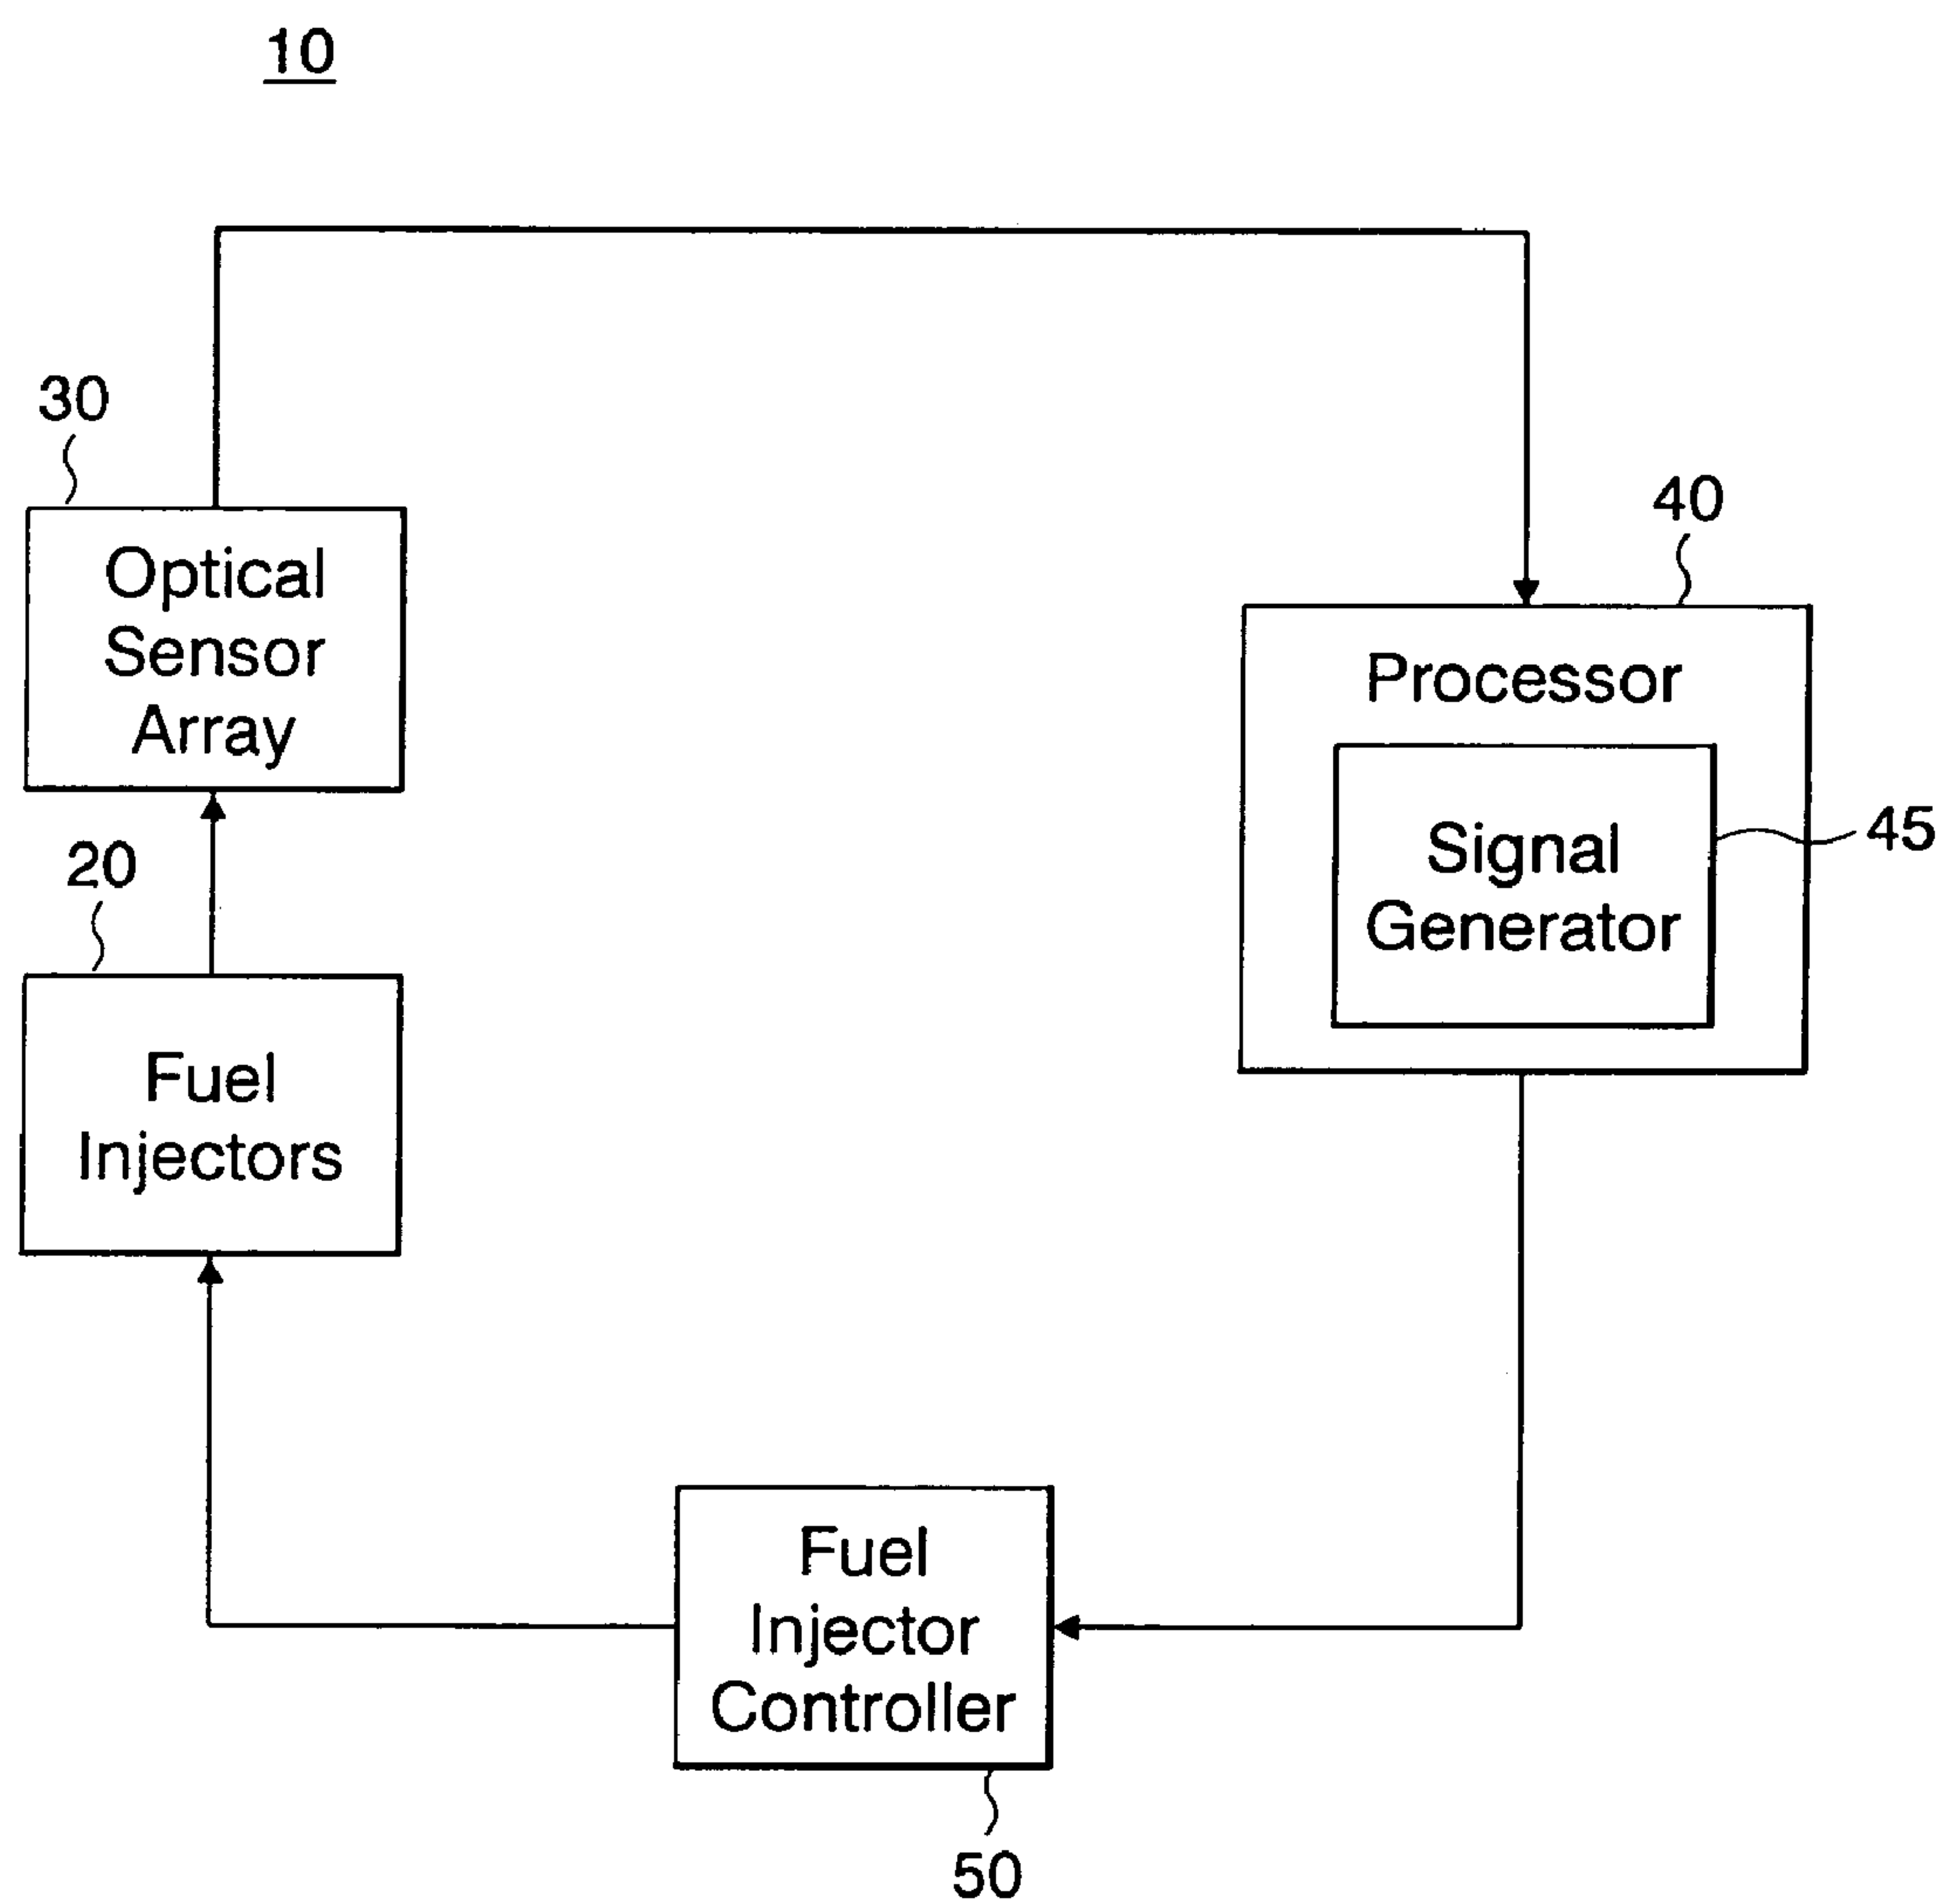 10
30
Optical
Sensor
Array
40
Processor
Signal
Generator
45
20
Fuel
Injectors
Fuel
Injector
Controller
50